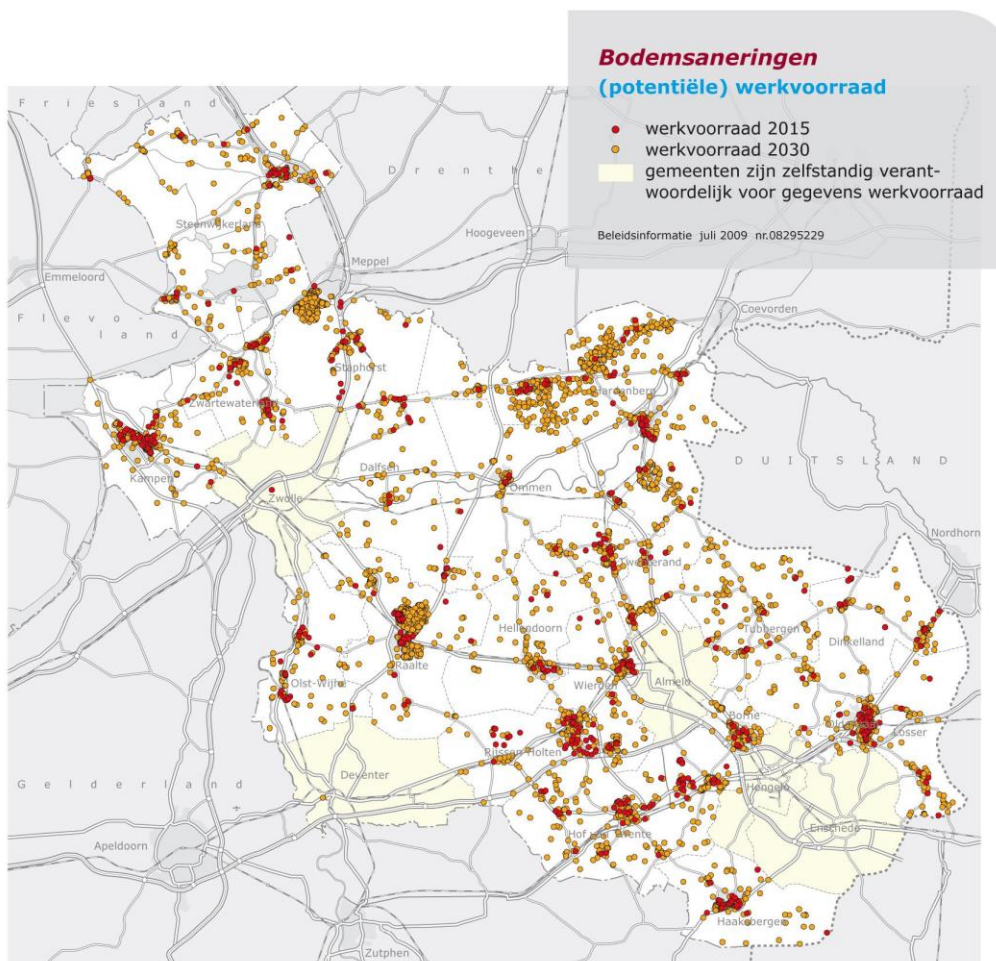 Bodemsaneringen
(potentiële) werkvoorraad
werkvoorraad 2015
werkvoorraad 2030
gemeenten zijn zelfstandig verant-
woordelijk voor gegevens werkvoorraad
Beleidsinformatie juli 2009 nr.08295229
Friesland
Drenthe
Steenwijkerland
Hoogeveen
Meppel
Emmeloord
Flevo-
land
Coevorden
Staphorst
Hardenberg
Zwartewaterland
DUITSLAND
Kampen
Dalfsen
Ommen
Zwolle
Nordhorn
Twenterand
Hellendoorn
Tubbergen
Dinkelland
Raalte
Olst-Wijhe
Wierden
Almelo
Borne
Losser
Rijssen-Holten
Deventer
Hengelo
Gelderland
Enschede
Hof van Twente
Apeldoorn
Haaksbergen
Zutphen